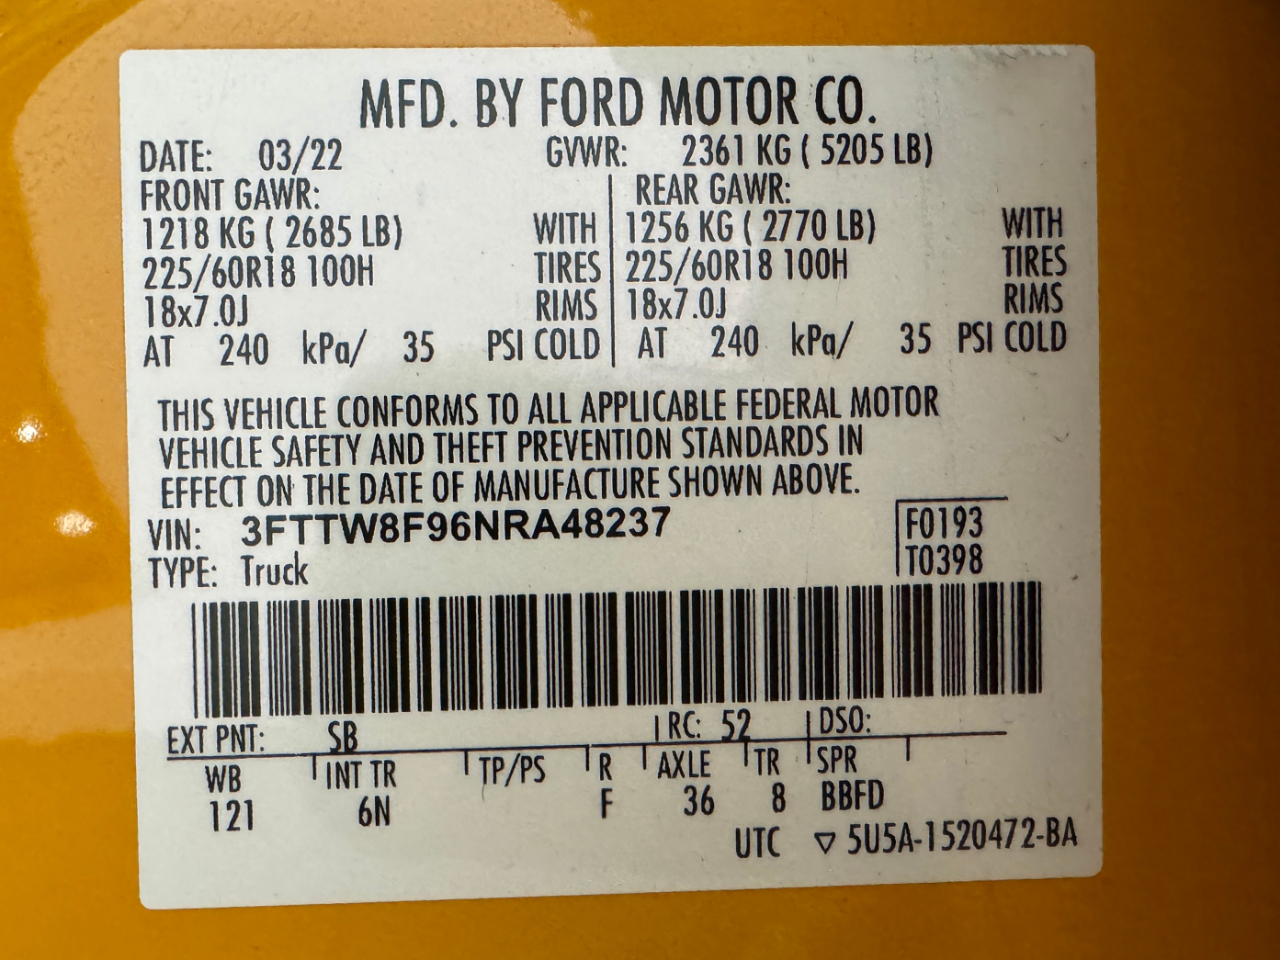 MFD. BY FORD MOTOR CO.
DATE: 03/22 GVWR: 2361 KG ( 5205 LB)
FRONT GAWR: REAR GAWR:
1218 KG ( 2685 LB) WITH 1256 KG ( 2770 LB) WITH
225/60R18 100H TIRES 225/60R18 100H TIRES
18x7.0J RIMS 18x7.0J RIMS
AT 240 kPa/ 35 PSI COLD AT 240 kPa/ 35 PSI COLD
THIS VEHICLE CONFORMS TO ALL APPLICABLE FEDERAL MOTOR
VEHICLE SAFETY AND THEFT PREVENTION STANDARDS IN
EFFECT ON THE DATE OF MANUFACTURE SHOWN ABOVE.
VIN: 3FTTW8F96NRA48237 F0193
TYPE: Truck T0398
EXT PNT: SB RC: 52 DSO:
WB INT TR TP/PS R AXLE TR SPR
121 6N F 36 8 BBFD
UTC ▽ 5U5A-1520472-BA